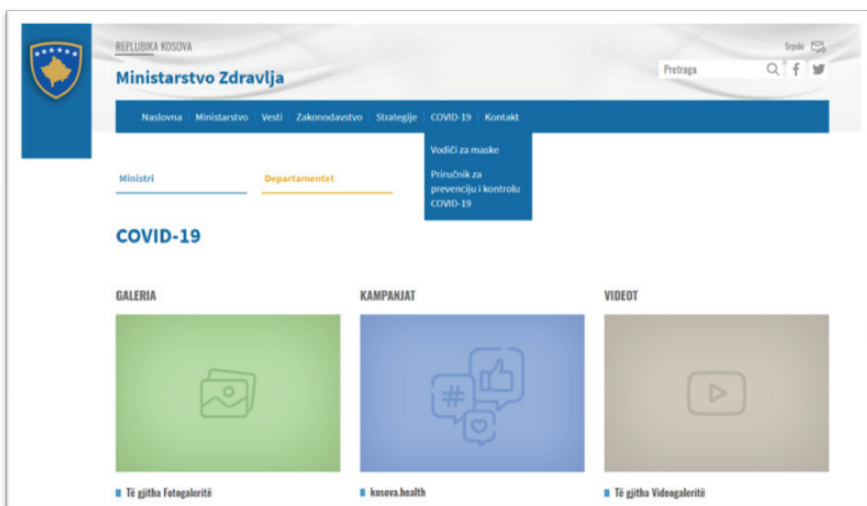 REPLUBIKA KOSOVA
Srpski
Ministarstvo Zdravlja
Pretraga
Naslovna Ministarstvo Vesti Zakonodavstvo Strategije COVID-19 Kontakt
Vodiči za maske
Priručnik za
prevenciju i kontrolu
COVID-19
Ministri
Departamentet
COVID-19
GALERIA KAMPANJAT VIDEOT
Të gjitha Fotogaleritë kosova.health Të gjitha Videogaleritë